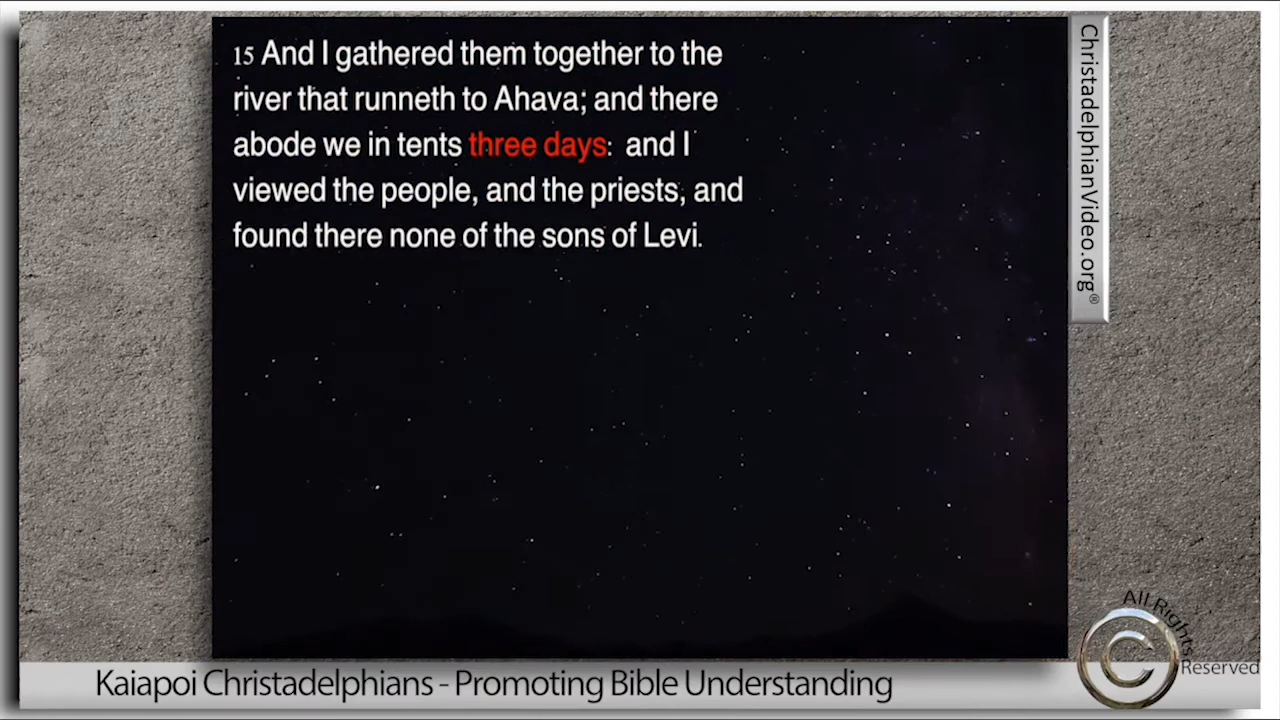 15 And I gathered them together to the
river that runneth to Ahava; and there
abode we in tents three days:  and I
viewed the people, and the priests, and
found there none of the sons of Levi.
ChristadelphianVideo.org®
All Rights
©
Reserved
Kaiapoi Christadelphians - Promoting Bible Understanding